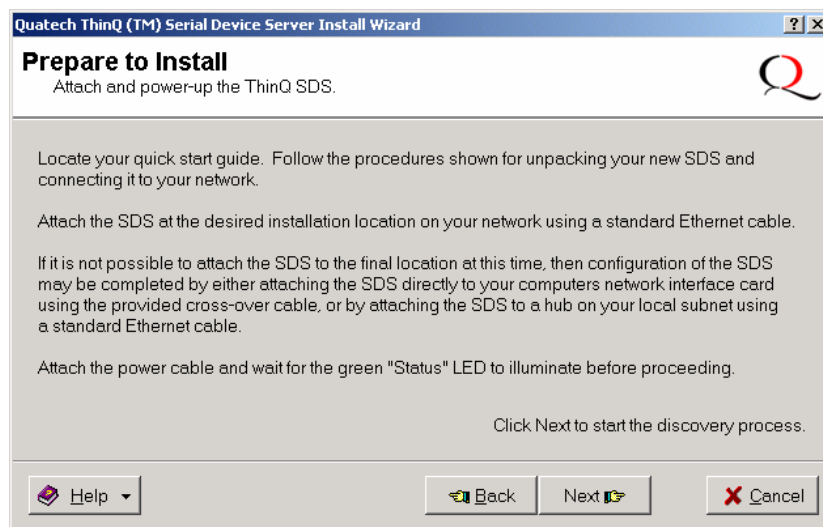 Quatech ThinQ (TM) Serial Device Server Install Wizard
Prepare to Install
Attach and power-up the ThinQ SDS.
Locate your quick start guide. Follow the procedures shown for unpacking your new SDS and
connecting it to your network.
Attach the SDS at the desired installation location on your network using a standard Ethernet cable.
If it is not possible to attach the SDS to the final location at this time, then configuration of the SDS
may be completed by either attaching the SDS directly to your computers network interface card
using the provided cross-over cable, or by attaching the SDS to a hub on your local subnet using
a standard Ethernet cable.
Attach the power cable and wait for the green "Status" LED to illuminate before proceeding.
Click Next to start the discovery process.
Help Back Next Cancel